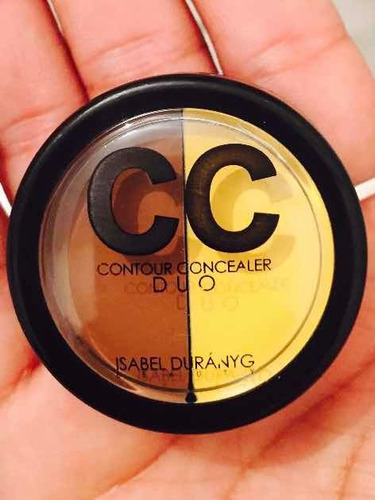 CC
CONTOUR CONCEALER
DUO
ISABEL DURÁNYG